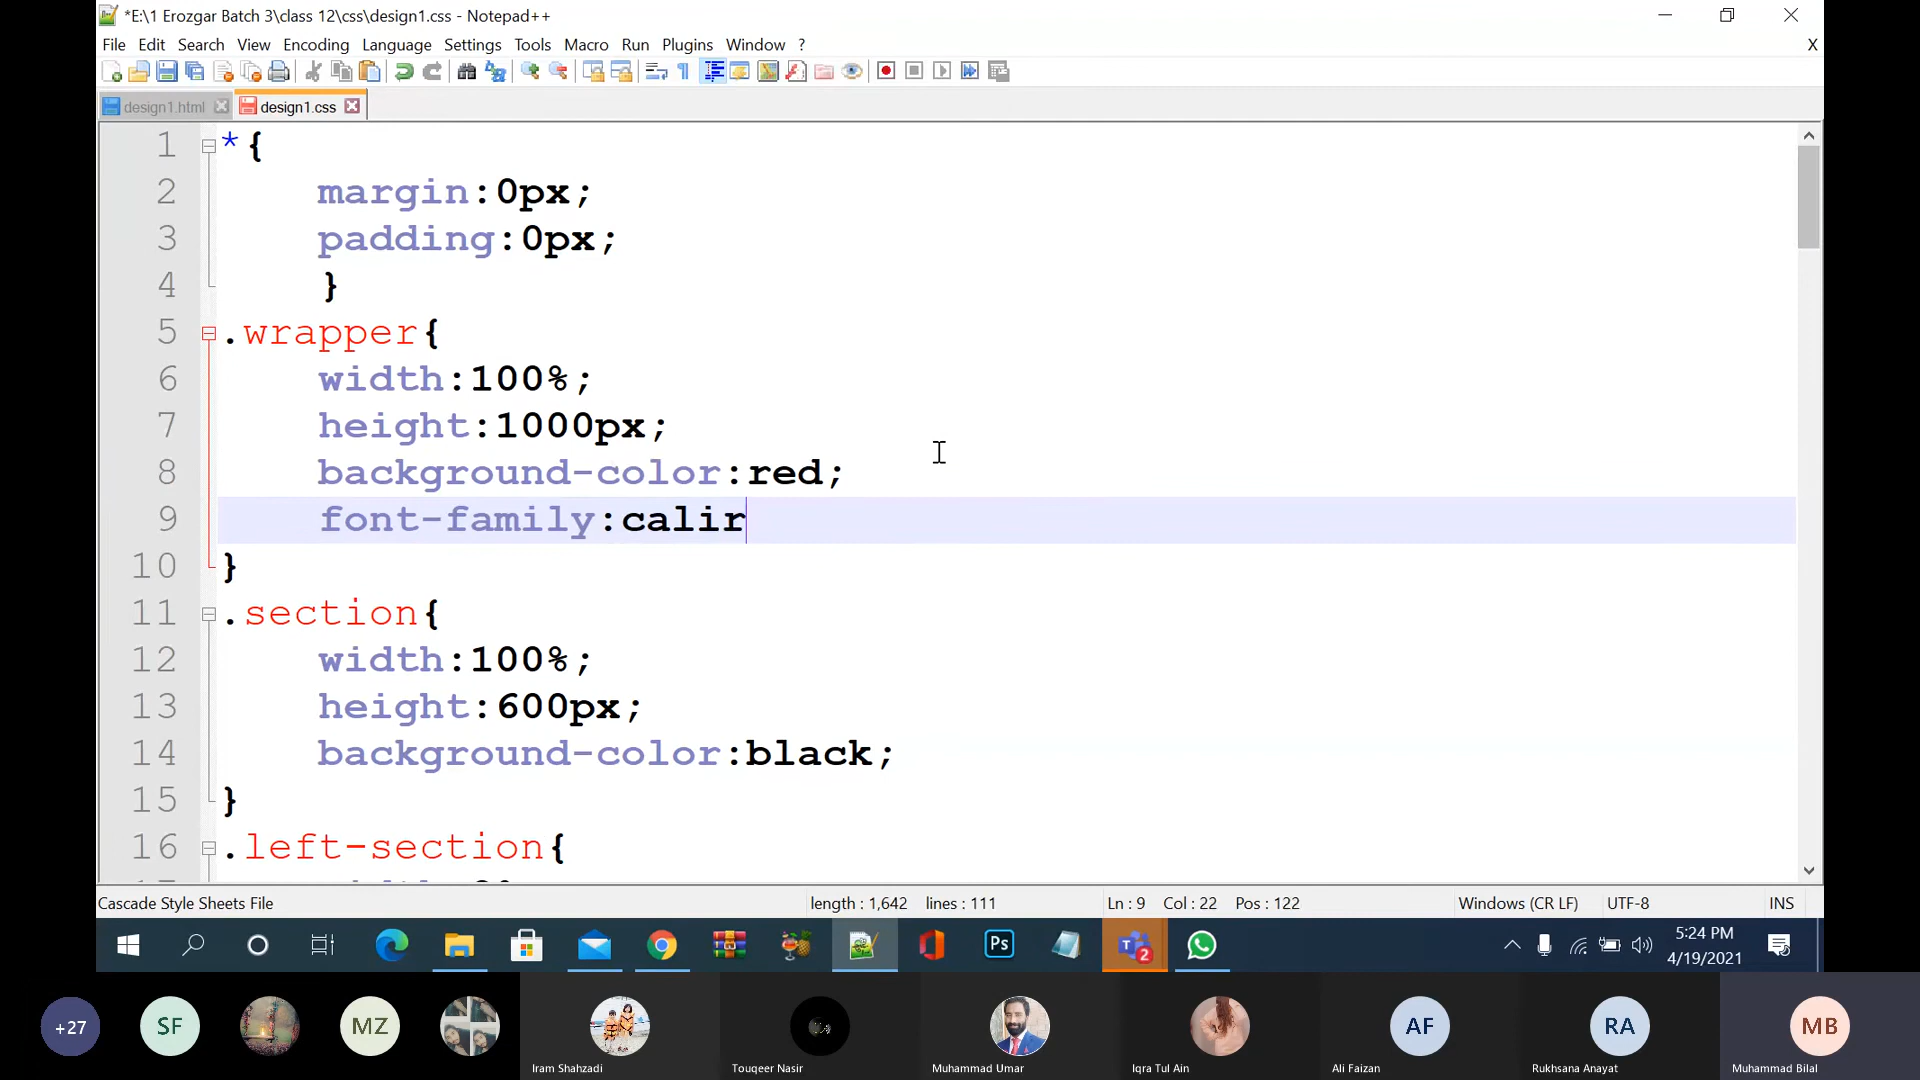 *E:\1 Erozgar Batch 3\class 12\css\design1.css - Notepad++
File Edit Search View Encoding Language Settings Tools Macro Run Plugins Window ? X
design1.html design1.css
1 *{
2 margin:0px;
3 padding:0px;
4 }
5 .wrapper{
6 width:100%;
7 height:1000px;
8 background-color:red;
9 font-family:calir
10 }
11 .section{
12 width:100%;
13 height:600px;
14 background-color:black;
15 }
16 .left-section{
Cascade Style Sheets File length : 1,642 lines : 111 Ln : 9 Col : 22 Pos : 122 Windows (CR LF) UTF-8 INS
Ps 2 5:24 PM
4/19/2021
+27 SF MZ AF RA MB
Iram Shahzadi Touqeer Nasir Muhammad Umar Iqra Tul Ain Ali Faizan Rukhsana Anayat Muhammad Bilal